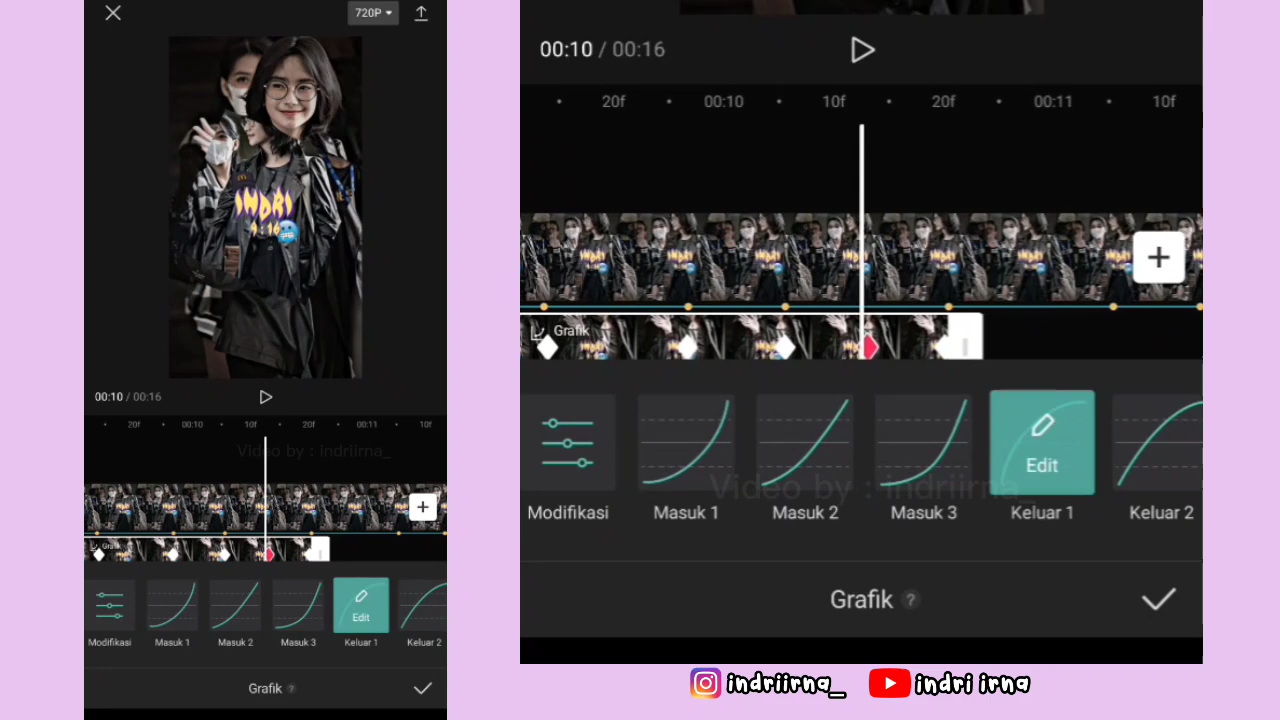 720P
INDRI
9:16
00:10 / 00:16
20f 00:10 10f 20f 00:11 10f
Video by : indriirna_
Grafik
Modifikasi Masuk 1 Masuk 2 Masuk 3 Edit Keluar 1 Keluar 2
Grafik ?
00:10 / 00:16
20f 00:10 10f 20f 00:11 10f
Grafik
Edit
Video by : indriirna_
Modifikasi Masuk 1 Masuk 2 Masuk 3 Keluar 1 Keluar 2
Grafik ?
indriirna_ indri irna